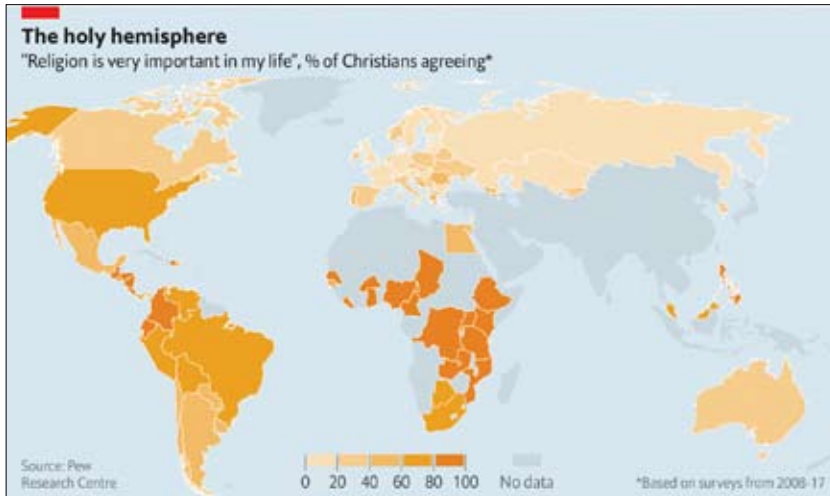 The holy hemisphere
"Religion is very important in my life", % of Christians agreeing*
Source: Pew
Research Centre
0 20 40 60 80 100 No data
*Based on surveys from 2008-17